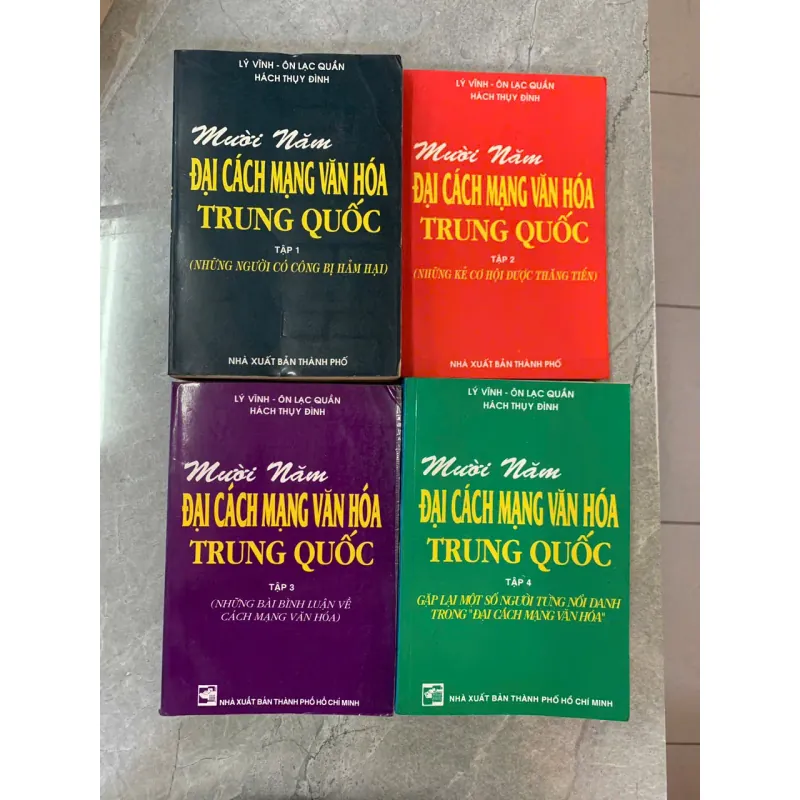 LÝ VĨNH - ÔN LẠC QUẦN
HÁCH THỤY ĐÌNH
Mười Năm
ĐẠI CÁCH MẠNG VĂN HÓA
TRUNG QUỐC
TẬP 1
(NHỮNG NGƯỜI CÓ CÔNG BỊ HẢM HẠI)
NHÀ XUẤT BẢN THÀNH PHỐ
LÝ VĨNH - ÔN LẠC QUẦN
HÁCH THỤY ĐÌNH
Mười Năm
ĐẠI CÁCH MẠNG VĂN HÓA
TRUNG QUỐC
TẬP 2
(NHỮNG KẺ CƠ HỘI ĐƯỢC THĂNG TIẾN)
NHÀ XUẤT BẢN THÀNH PHỐ
LÝ VĨNH - ÔN LẠC QUẦN
HÁCH THỤY ĐÌNH
Mười Năm
ĐẠI CÁCH MẠNG VĂN HÓA
TRUNG QUỐC
TẬP 3
(NHỮNG BÀI BÌNH LUẬN VỀ
CÁCH MẠNG VĂN HÓA)
NHÀ XUẤT BẢN THÀNH PHỐ HỒ CHÍ MINH
LÝ VĨNH - ÔN LẠC QUẦN
HÁCH THỤY ĐÌNH
Mười Năm
ĐẠI CÁCH MẠNG VĂN HÓA
TRUNG QUỐC
TẬP 4
GẶP LẠI MỘT SỐ NGƯỜI TỪNG NỔI DANH
TRONG "ĐẠI CÁCH MẠNG VĂN HÓA"
NHÀ XUẤT BẢN THÀNH PHỐ HỒ CHÍ MINH